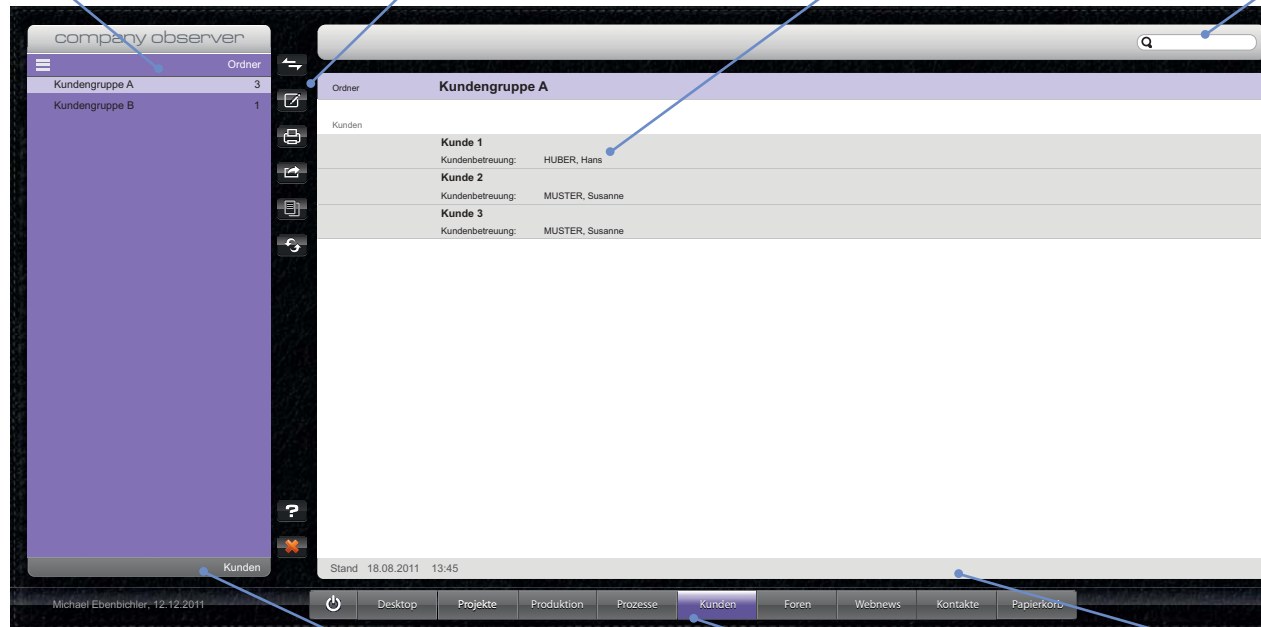 company observer
Ordner
Kundengruppe A 3
Kundengruppe B 1
Ordner Kundengruppe A
Kunden
Kunde 1
Kundenbetreuung: HUBER, Hans
Kunde 2
Kundenbetreuung: MUSTER, Susanne
Kunde 3
Kundenbetreuung: MUSTER, Susanne
?
Kunden
Stand 18.08.2011 13:45
Michael Ebenbichler, 12.12.2011
Desktop Projekte Produktion Prozesse Kunden Foren Webnews Kontakte Papierkorb